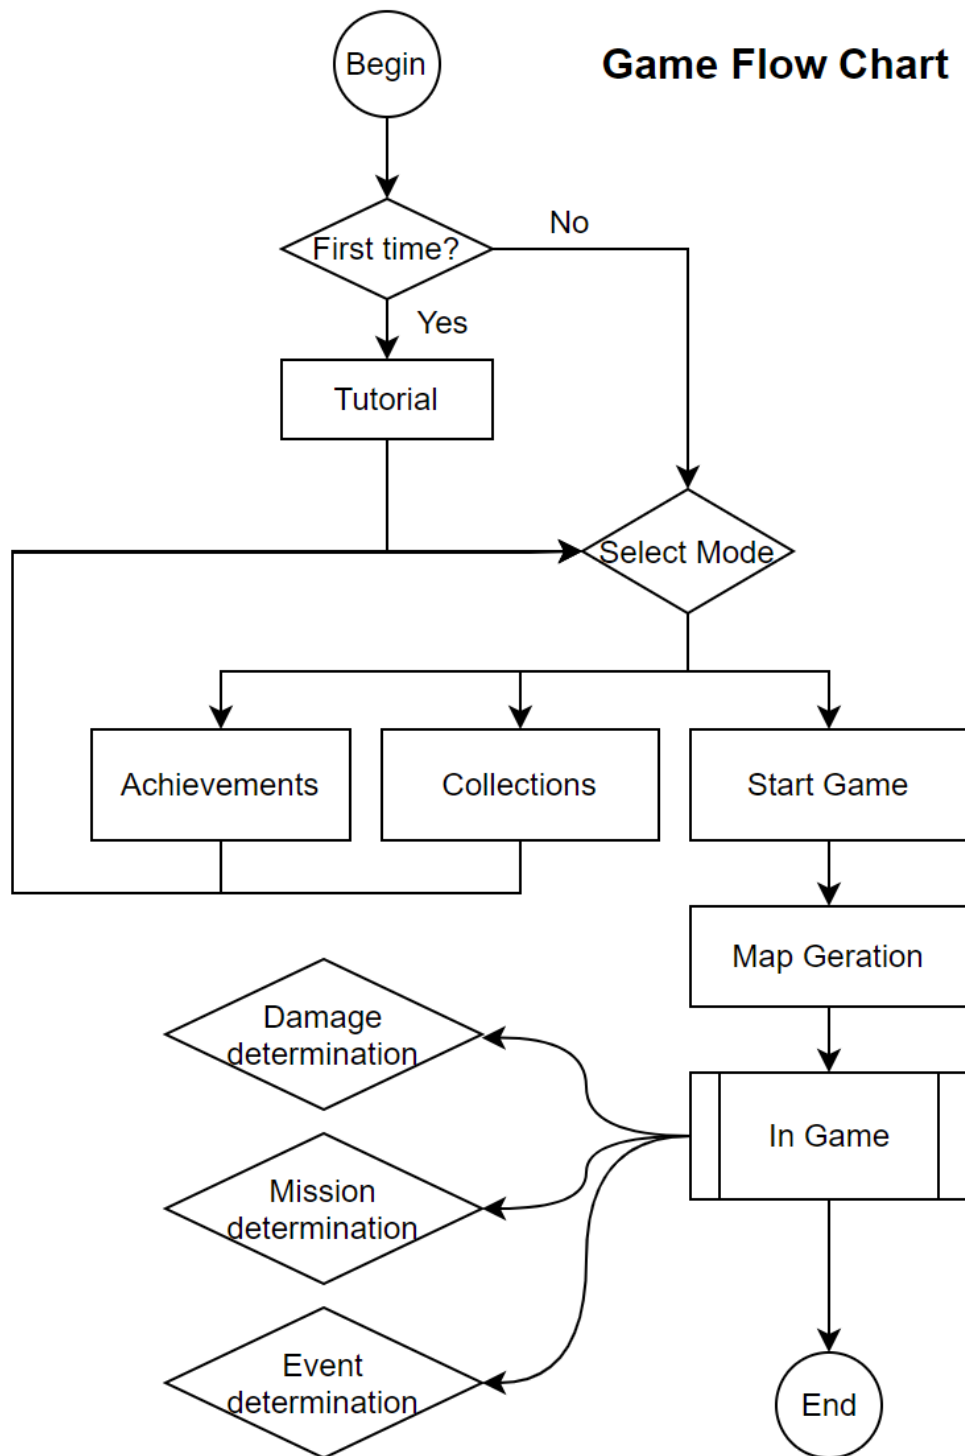 Begin
Game Flow Chart
First time?
No
Yes
Tutorial
Select Mode
Achievements
Collections
Start Game
Map Geration
Damage
determination
In Game
Mission
determination
Event
determination
End